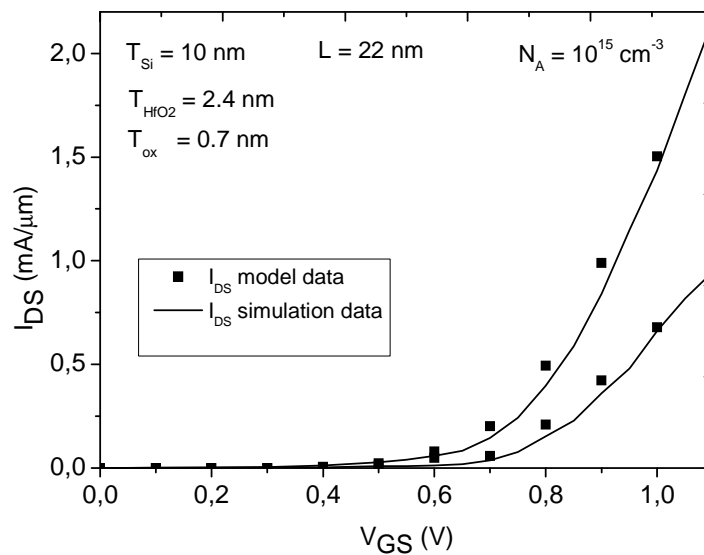 T_Si = 10 nm L = 22 nm N_A = 10^15 cm^-3
T_HfO2 = 2.4 nm
T_ox = 0.7 nm
I_DS model data
I_DS simulation data
I_DS (mA/μm)
2,0
1,5
1,0
0,5
0,0
0,0 0,2 0,4 0,6 0,8 1,0
V_GS (V)